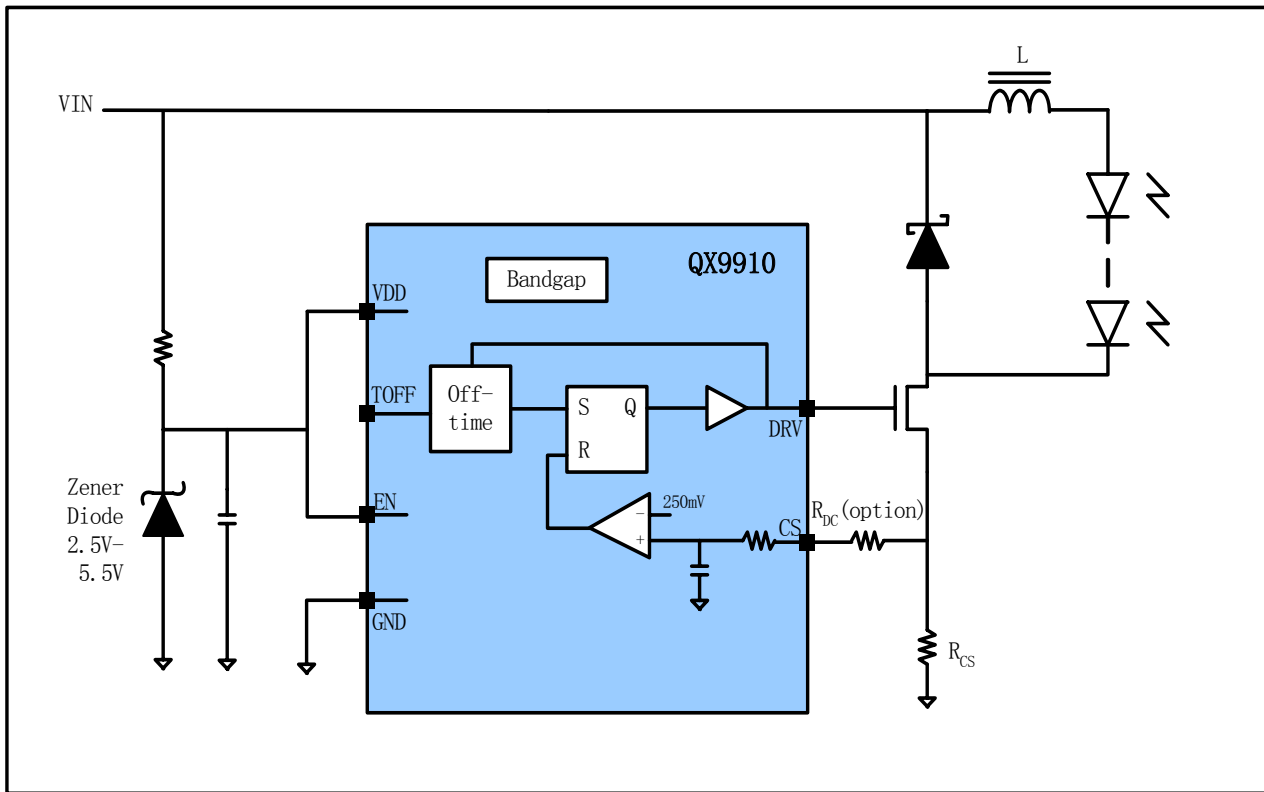 L
VIN
QX9910
Bandgap
VDD
TOFF
Off-
time
S
Q
R
DRV
Zener
Diode
2.5V-
5.5V
EN
250mV
-
+
CS
RDC(option)
GND
RCS